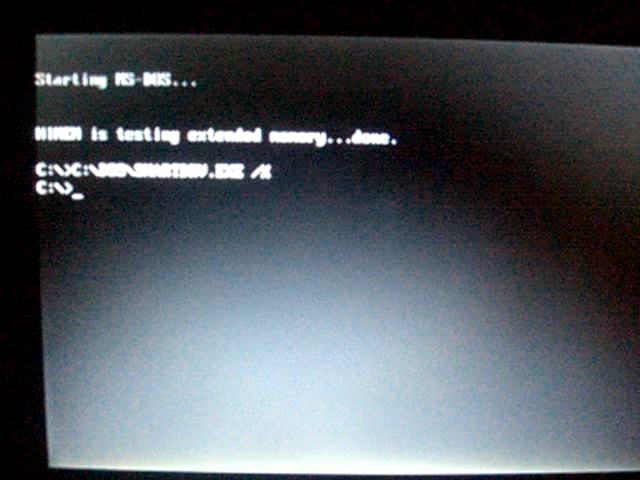 Starting MS-DOS...
HIMEM is testing extended memory...done.
C:\>C:\DOS\SMARTDRV.EXE /X
C:\>_